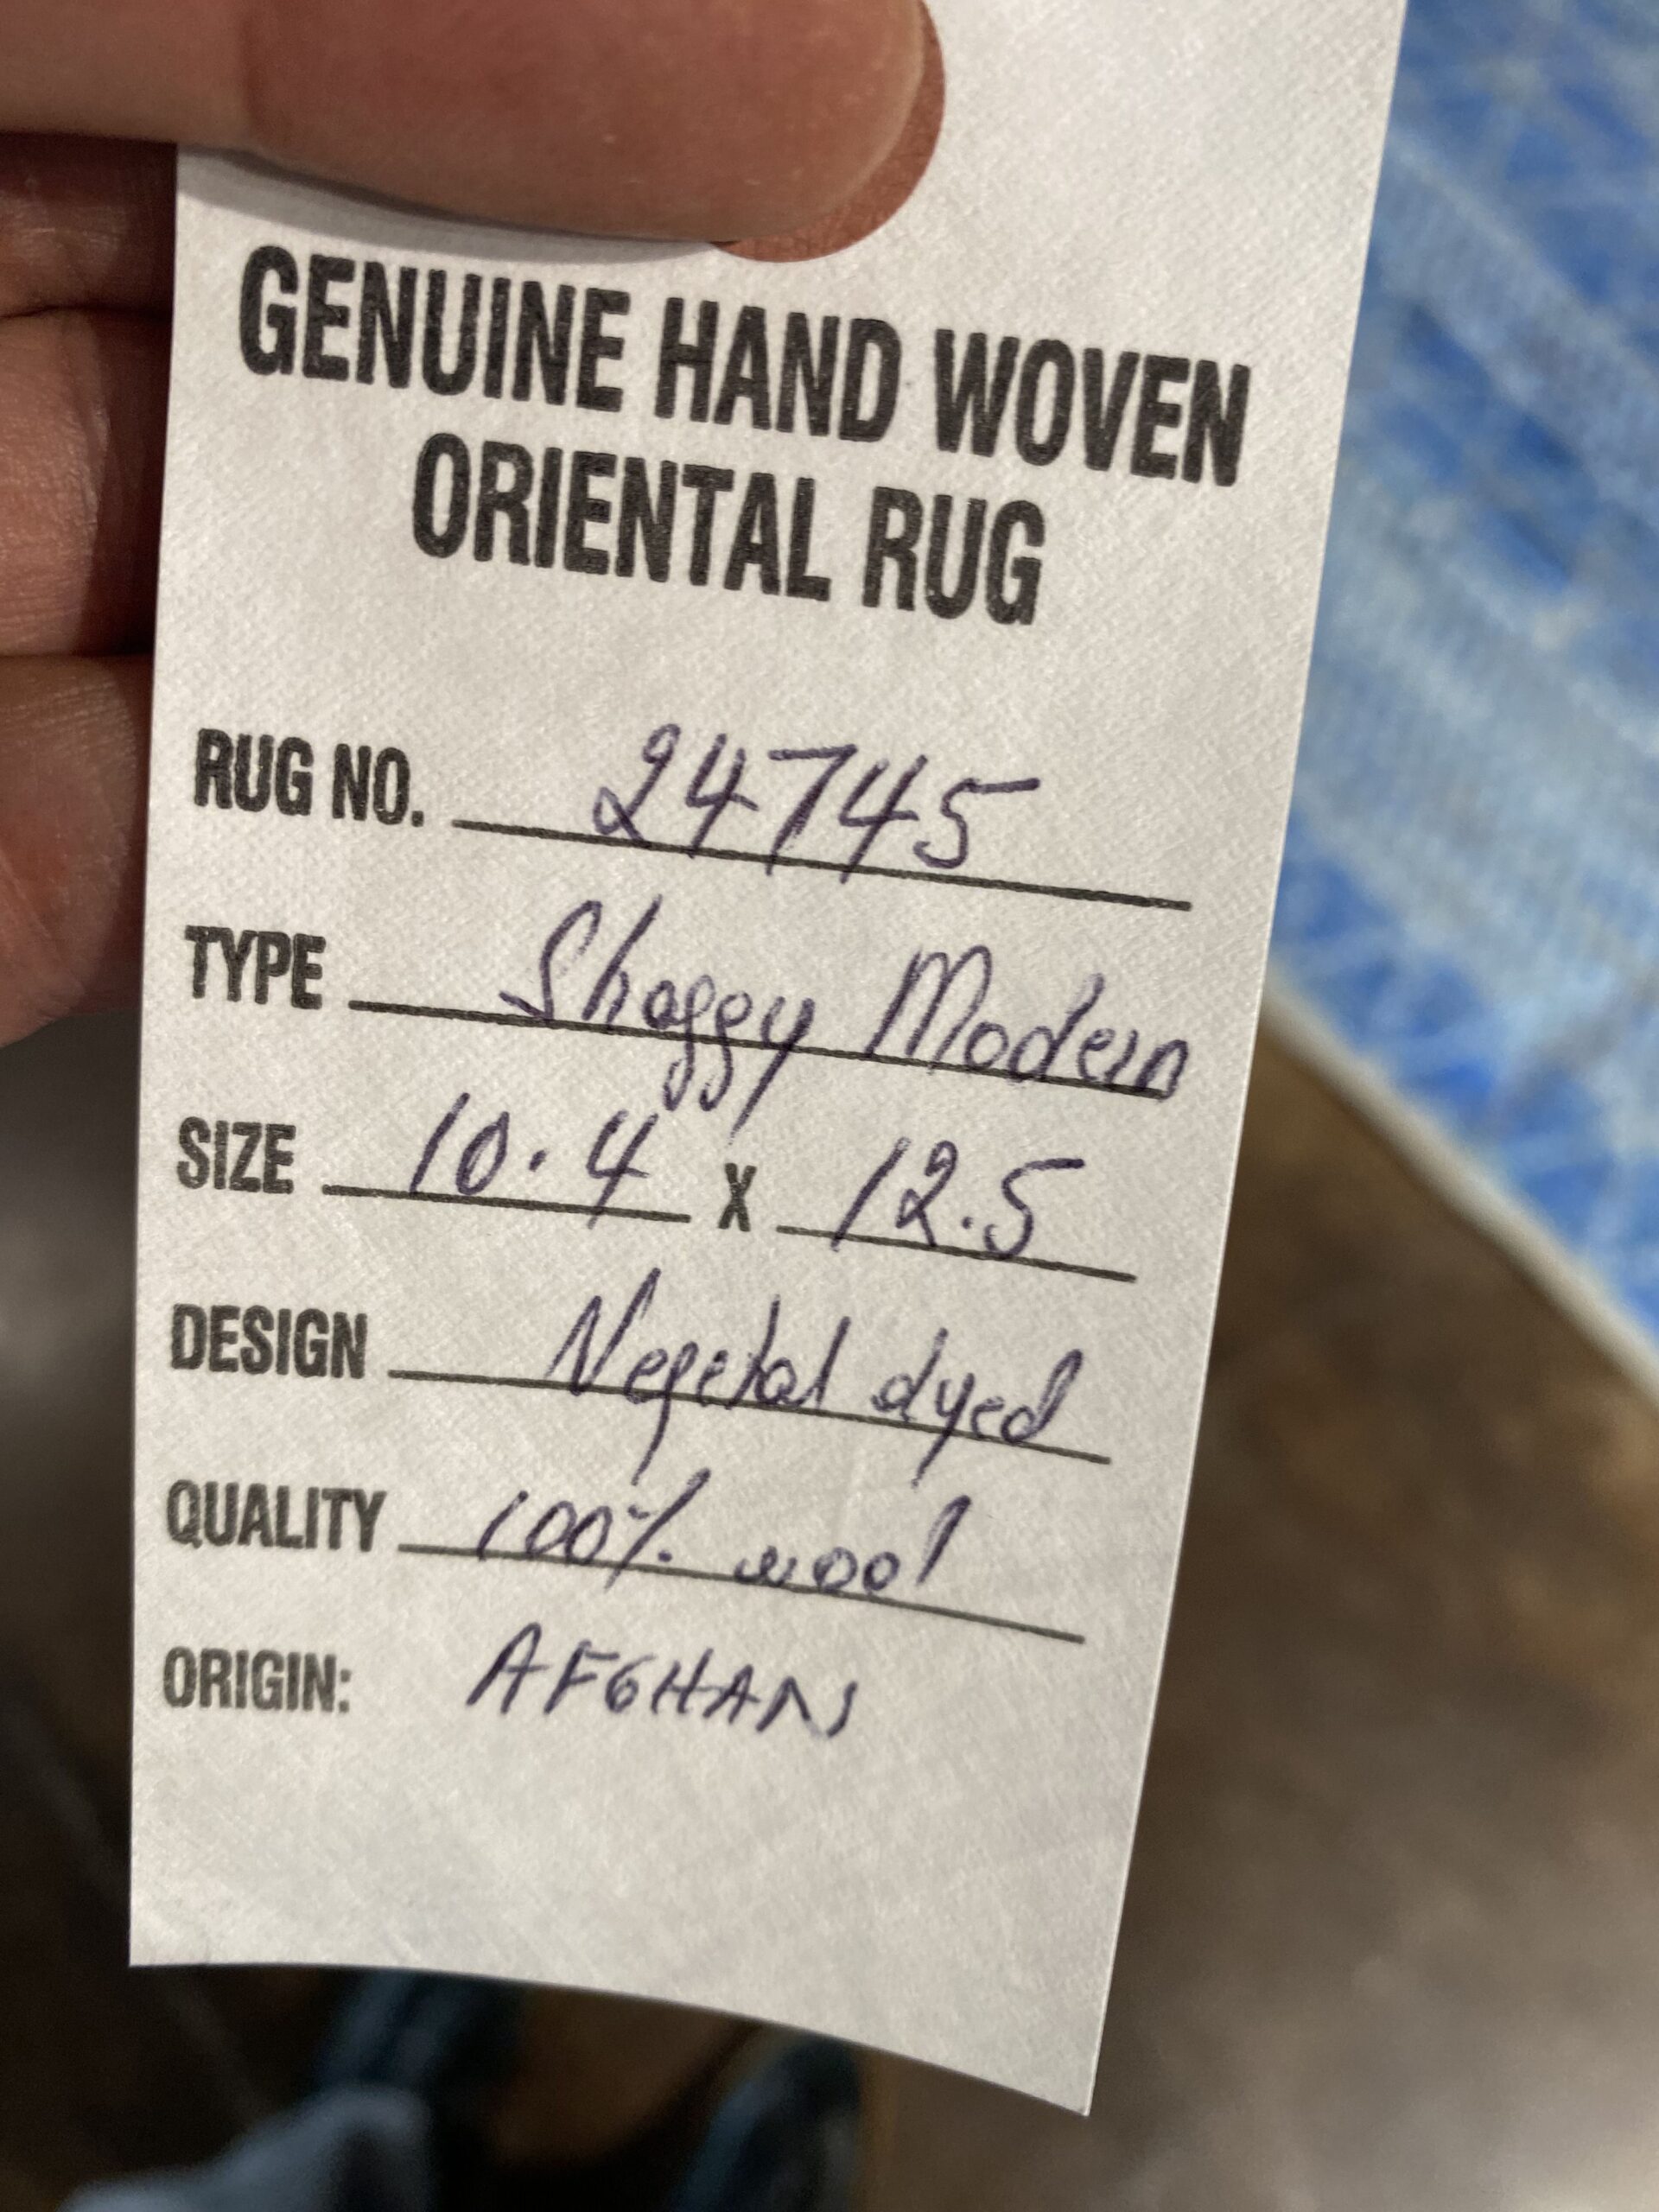 GENUINE HAND WOVEN
ORIENTAL RUG
RUG NO. 24745
TYPE Shaggy Modern
SIZE 10.4 X 12.5
DESIGN Vegetal dyed
QUALITY 100% wool
ORIGIN: AFGHAN